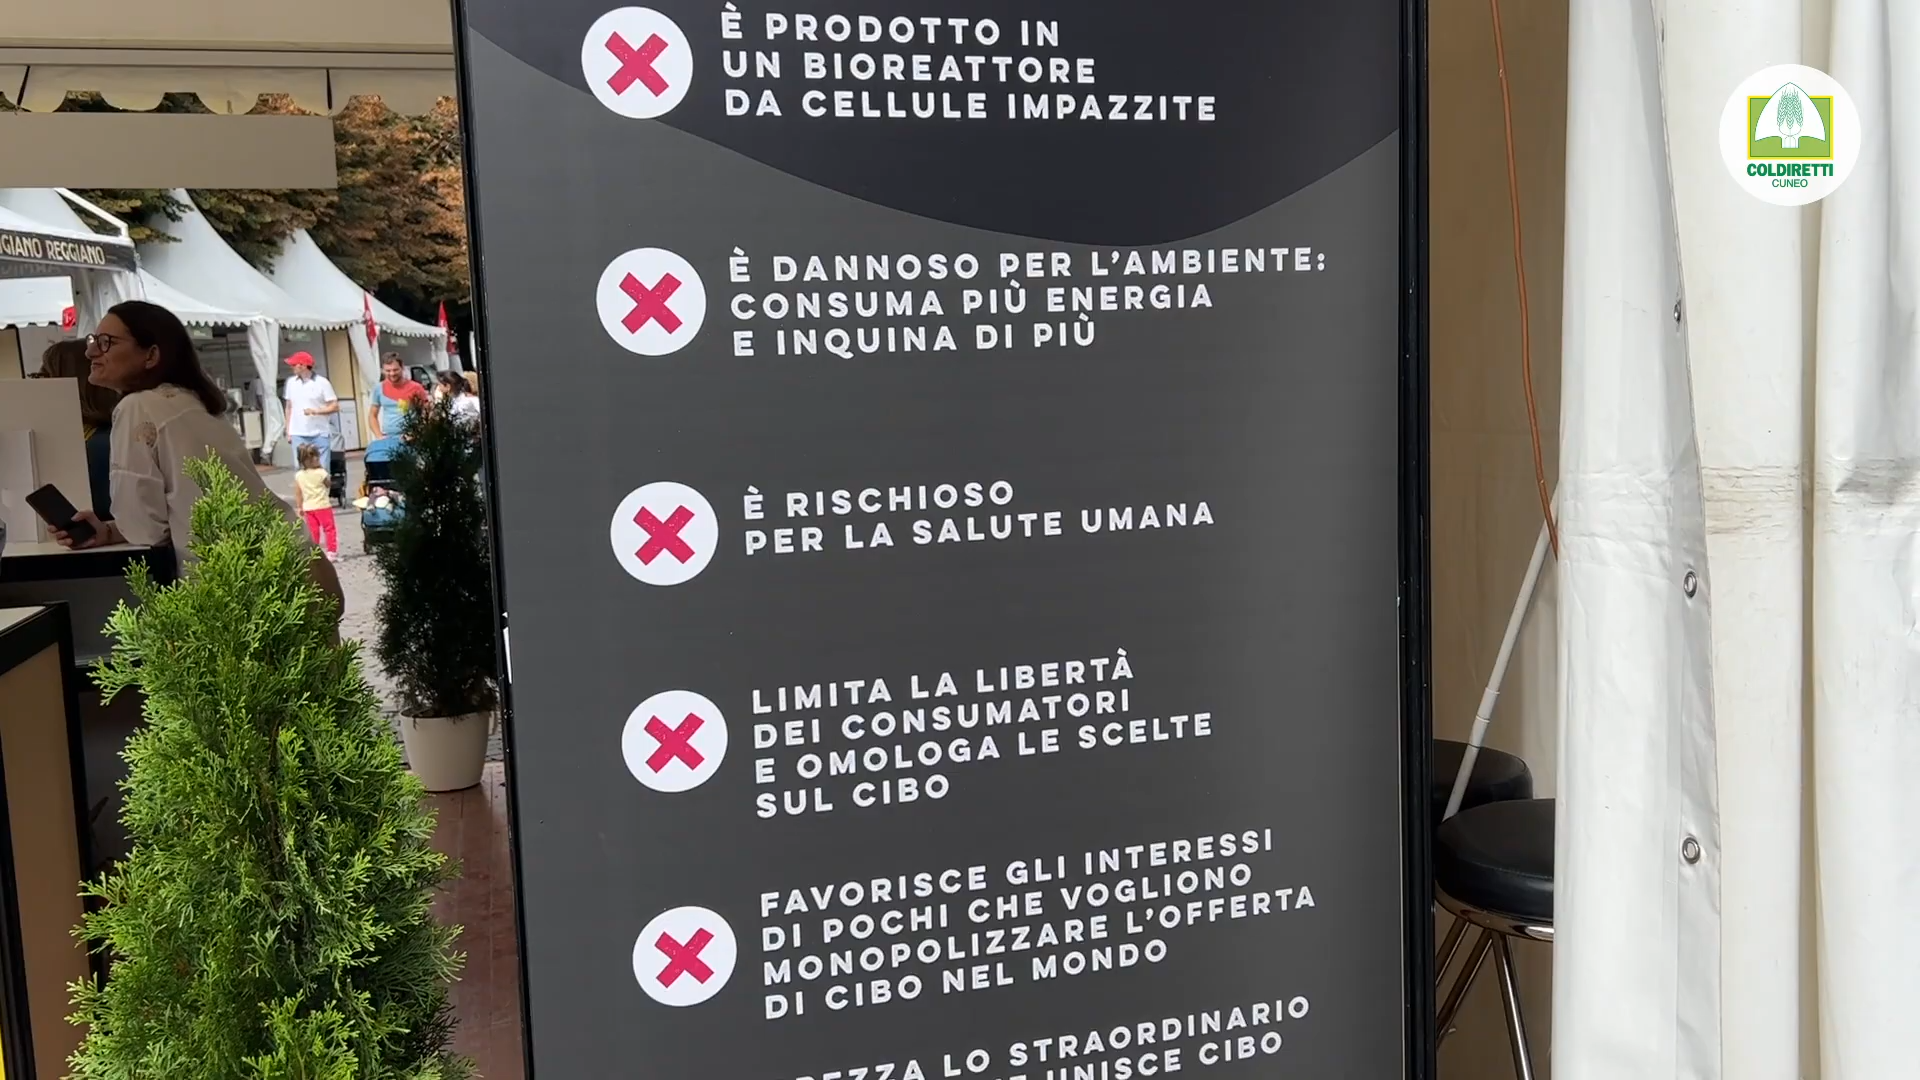 È PRODOTTO IN
UN BIOREATTORE
DA CELLULE IMPAZZITE
È DANNOSO PER L'AMBIENTE:
CONSUMA PIÙ ENERGIA
E INQUINA DI PIÙ
È RISCHIOSO
PER LA SALUTE UMANA
LIMITA LA LIBERTÀ
DEI CONSUMATORI
E OMOLOGA LE SCELTE
SUL CIBO
FAVORISCE GLI INTERESSI
DI POCHI CHE VOGLIONO
MONOPOLIZZARE L'OFFERTA
DI CIBO NEL MONDO
LO STRAORDINARIO
UNISCE CIBO
REGGIANO
COLDIRETTI
CUNEO